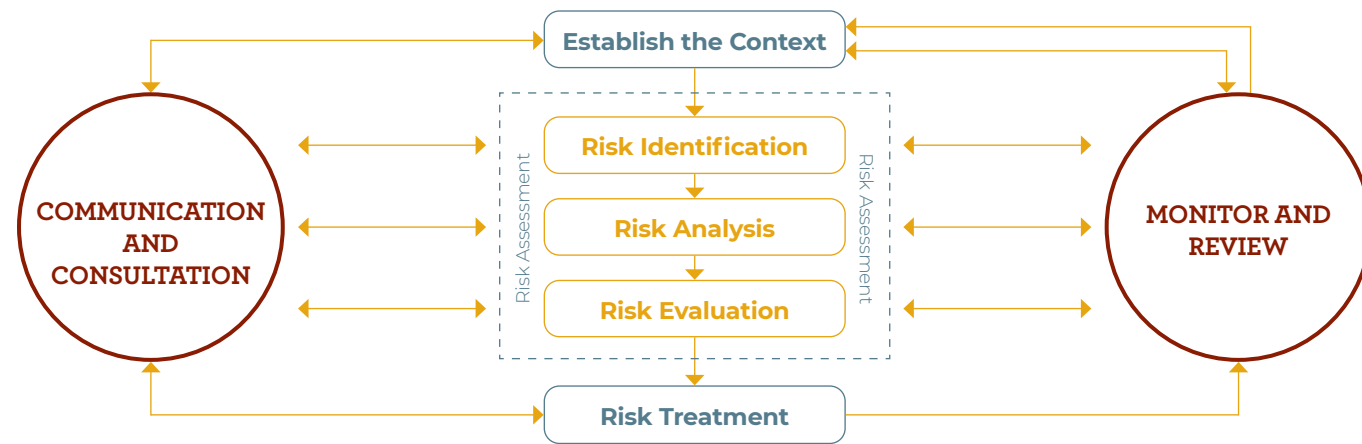 Establish the Context
Risk Identification
Risk Analysis
Risk Evaluation
Risk Assessment
Risk Assessment
Risk Treatment
COMMUNICATION
AND
CONSULTATION
MONITOR AND
REVIEW